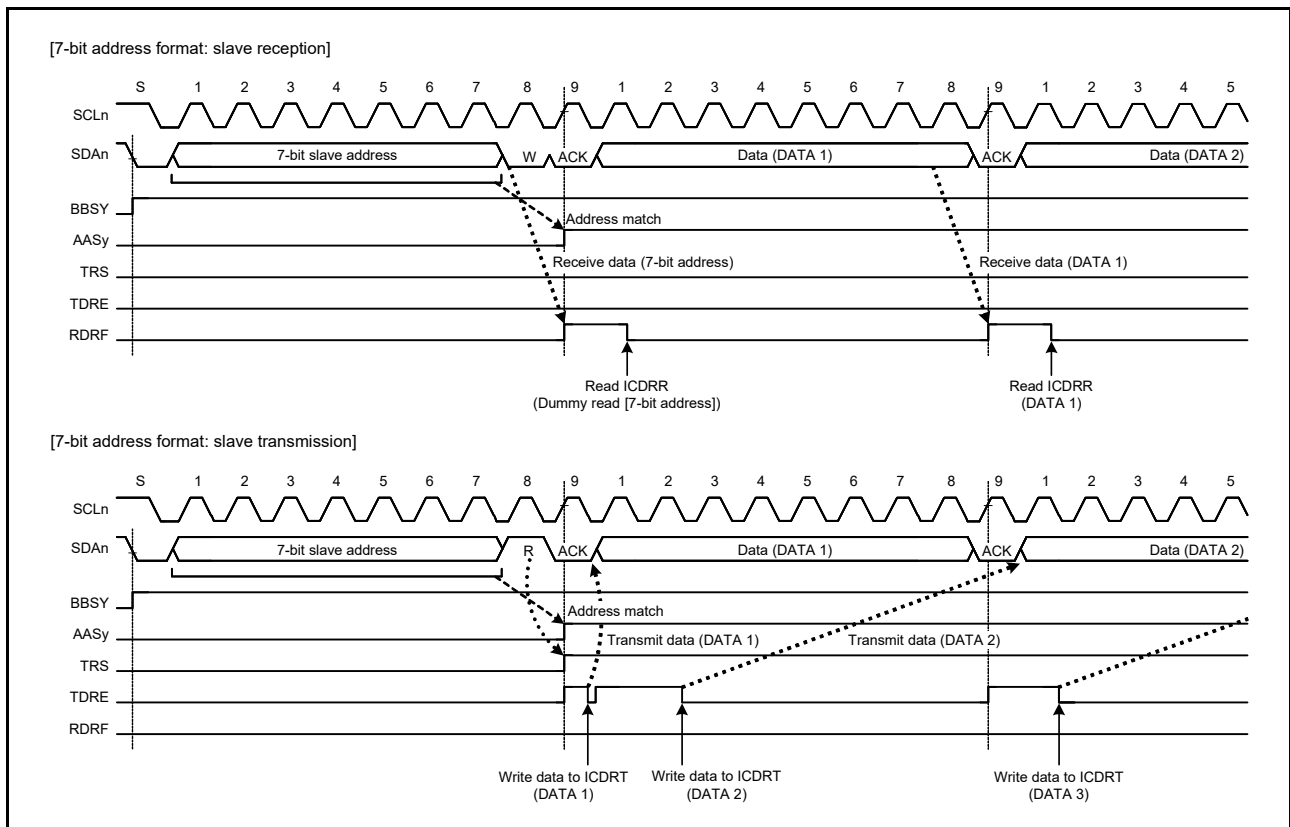 [7-bit address format: slave reception]
S 1 2 3 4 5 6 7 8 9 1 2 3 4 5 6 7 8 9 1 2 3 4 5
SCLn
SDAn 7-bit slave address W ACK Data (DATA 1) ACK Data (DATA 2)
BBSY
Address match
AASy
Receive data (7-bit address) Receive data (DATA 1)
TRS
TDRE
RDRF
Read ICDRR Read ICDRR
(Dummy read [7-bit address]) (DATA 1)
[7-bit address format: slave transmission]
S 1 2 3 4 5 6 7 8 9 1 2 3 4 5 6 7 8 9 1 2 3 4 5
SCLn
SDAn 7-bit slave address R ACK Data (DATA 1) ACK Data (DATA 2)
BBSY
Address match
AASy
Transmit data (DATA 1) Transmit data (DATA 2)
TRS
TDRE
RDRF
Write data to ICDRT Write data to ICDRT Write data to ICDRT
(DATA 1) (DATA 2) (DATA 3)